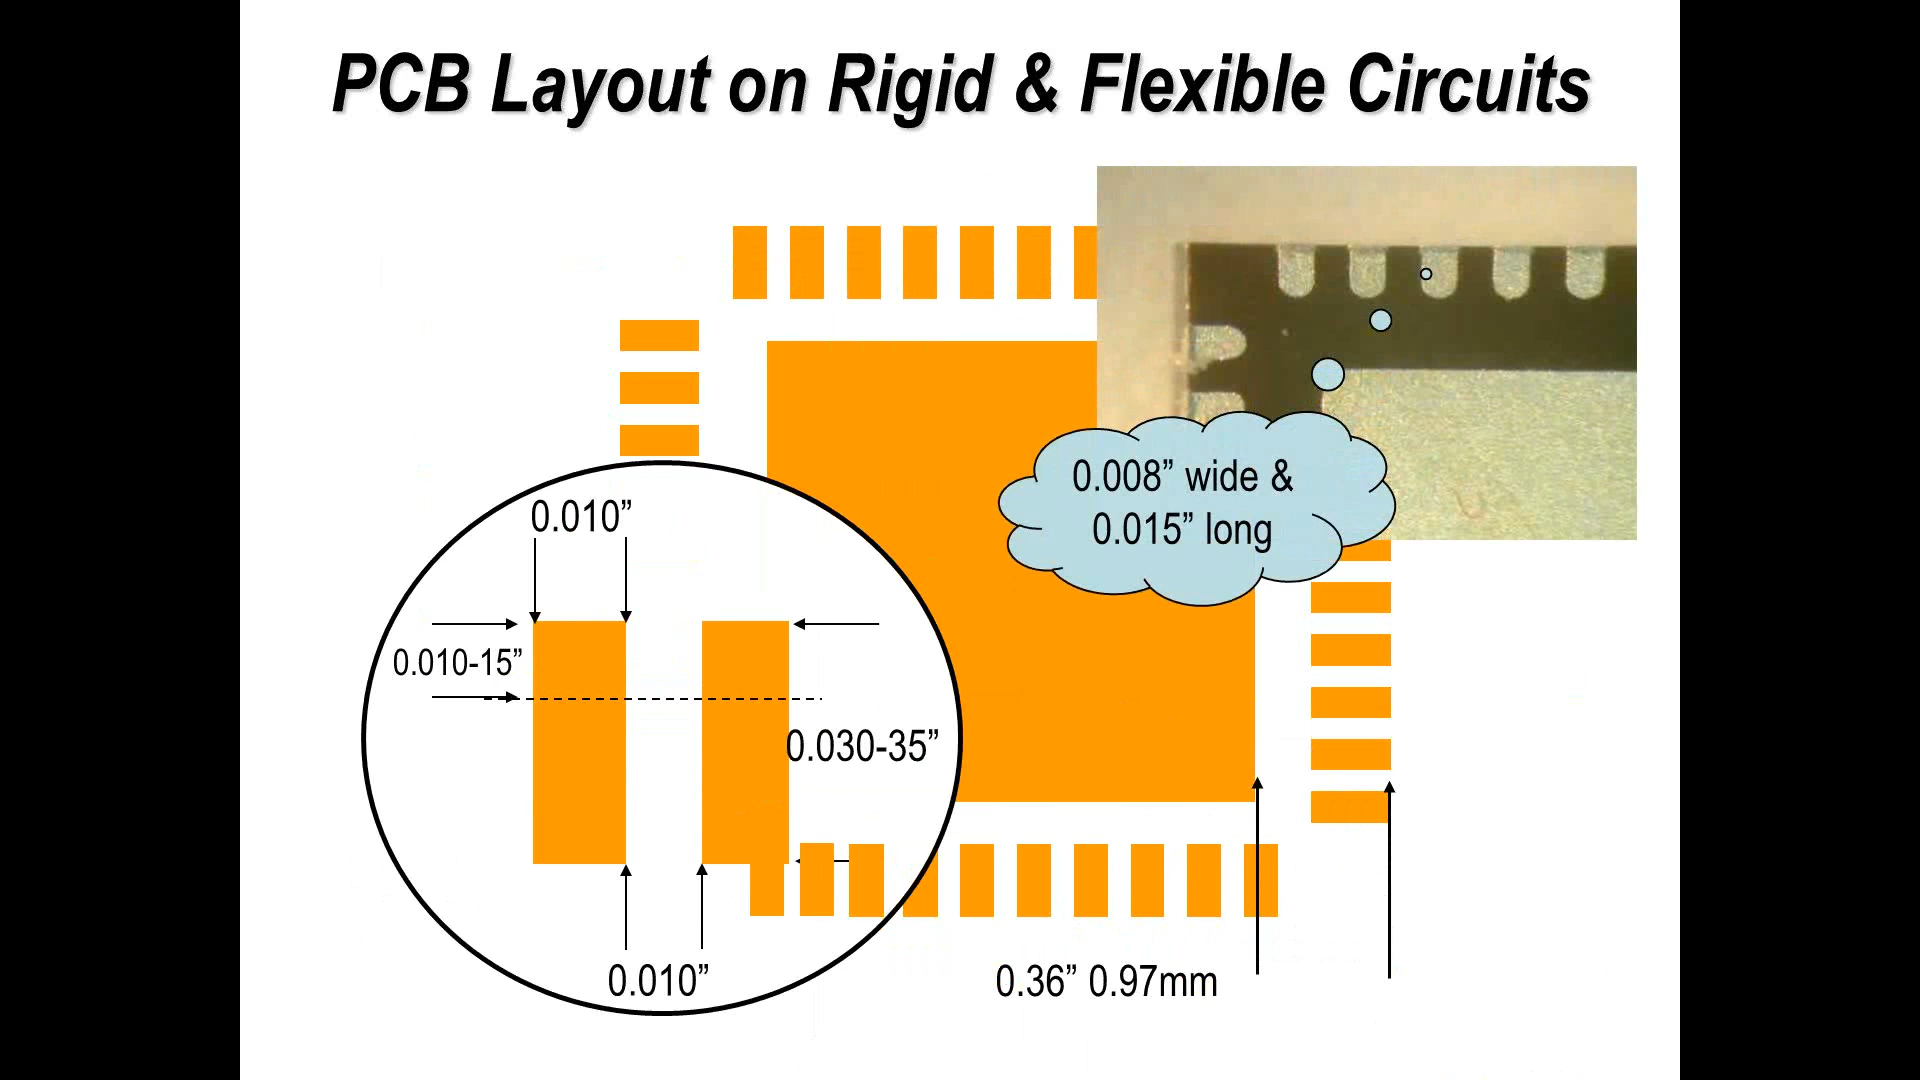 PCB Layout on Rigid & Flexible Circuits
0.008” wide &
0.015” long
0.010”
0.010-15”
0.030-35”
0.010”
0.36” 0.97mm